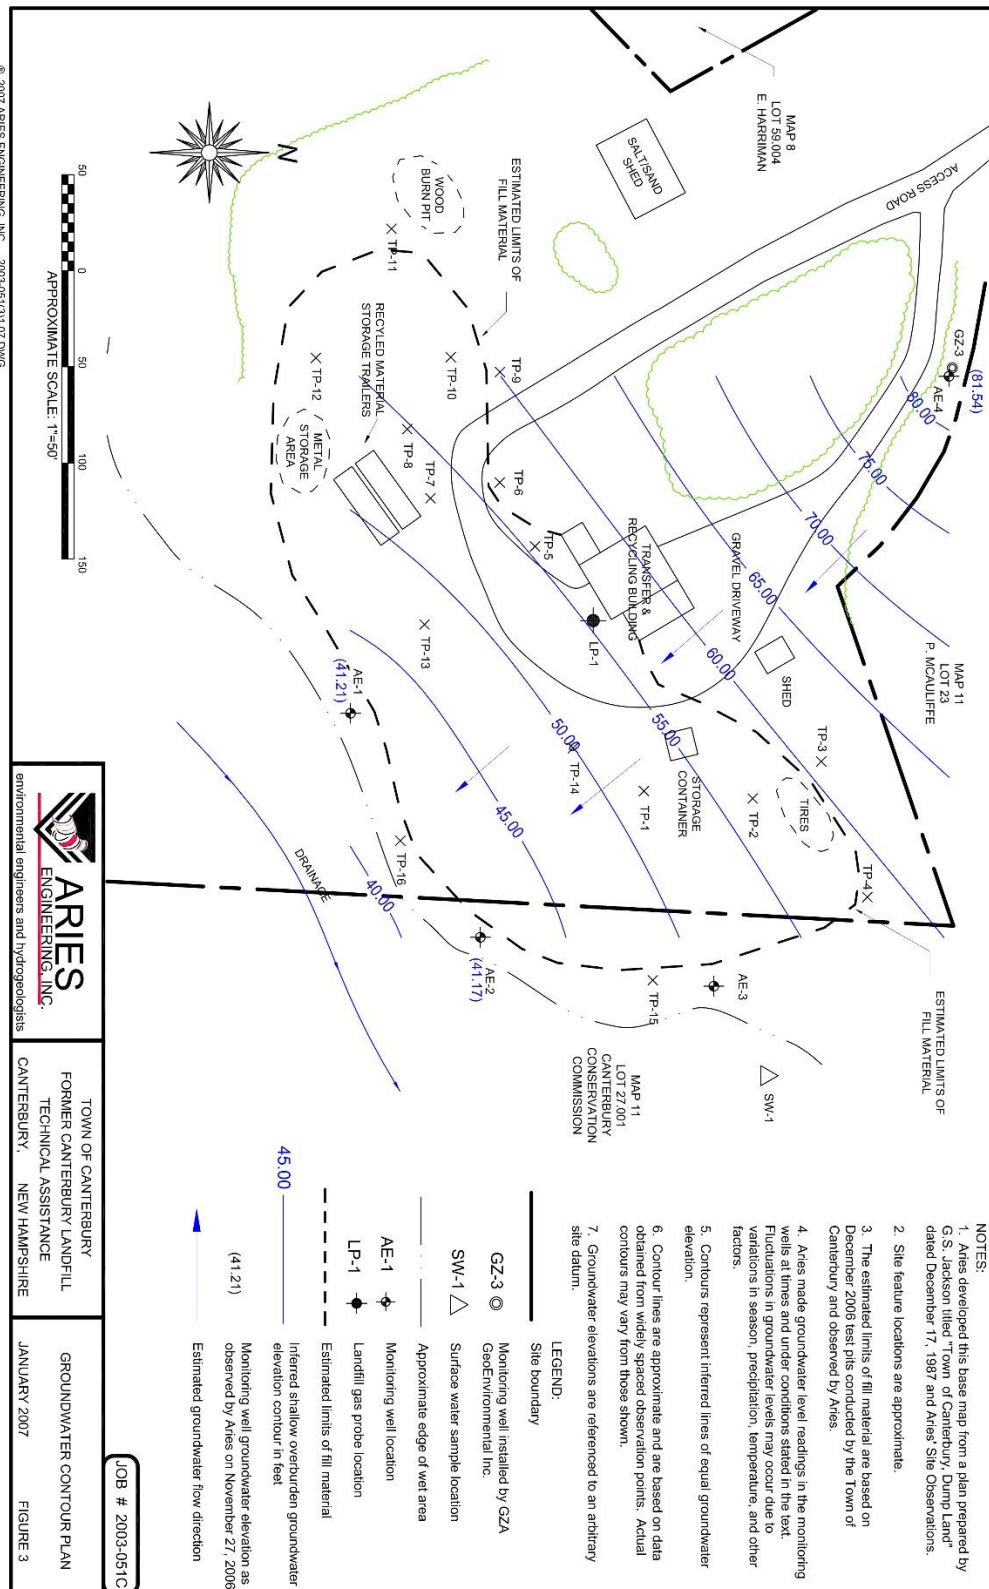 MAP 8
LOT 59.004
E. HARRIMAN
ACCESS ROAD
SALT/SAND
SHED
WOOD
BURN PIT
ESTIMATED LIMITS OF
FILL MATERIAL
N
TP-11
TP-12
TP-10
TP-9
TP-8
TP-7
TP-6
TP-5
RECYLED MATERIAL
STORAGE TRAILERS
METAL
STORAGE
AREA
TRANSFER &
RECYCLING BUILDING
LP-1
GRAVEL DRIVEWAY
GZ-3
AE-4
(81.54)
80.00
75.00
70.00
65.00
60.00
55.00
50.00
45.00
40.00
MAP 11
LOT 23
P. MCAULIFFE
SHED
STORAGE
CONTAINER
TIRES
TP-3
TP-2
TP-1
TP-4
TP-14
TP-13
TP-16
TP-15
AE-1
(41.21)
AE-2
(41.17)
AE-3
SW-1
DRAINAGE
ESTIMATED LIMITS OF
FILL MATERIAL
MAP 11
LOT 27.001
CANTERBURY
CONSERVATION
COMMISSION
50 0 50 100 150
APPROXIMATE SCALE: 1"=50'
NOTES:
1. Aries developed this base map from a plan prepared by
G.S. Jackson titled "Town of Canterbury, Dump Land"
dated December 17, 1987 and Aries' Site Observations.
2. Site feature locations are approximate.
3. The estimated limits of fill material are based on
December 2006 test pits conducted by the Town of
Canterbury and observed by Aries.
4. Aries made groundwater level readings in the monitoring
wells at times and under conditions stated in the text.
Fluctuations in groundwater levels may occur due to
variations in season, precipitation, temperature, and other
factors.
5. Contours represent inferred lines of equal groundwater
elevation.
6. Contour lines are approximate and are based on data
obtained from widely spaced observation points. Actual
contours may vary from those shown.
7. Groundwater elevations are referenced to an arbitrary
site datum.
LEGEND:
Site boundary
GZ-3
Monitoring well installed by GZA
GeoEnvironmental Inc.
SW-1
Surface water sample location
Approximate edge of wet area
AE-1
Monitoring well location
LP-1
Landfill gas probe location
Estimated limits of fill material
45.00
Inferred shallow overburden groundwater
elevation contour in feet
(41.21)
Monitoring well groundwater elevation as
observed by Aries on November 27, 2006
Estimated groundwater flow direction
JOB # 2003-051C
ARIES
ENGINEERING, INC.
environmental engineers and hydrogeologists
TOWN OF CANTERBURY
FORMER CANTERBURY LANDFILL
TECHNICAL ASSISTANCE
CANTERBURY, NEW HAMPSHIRE
GROUNDWATER CONTOUR PLAN
JANUARY 2007 FIGURE 3
© 2007 ARIES ENGINEERING, INC.